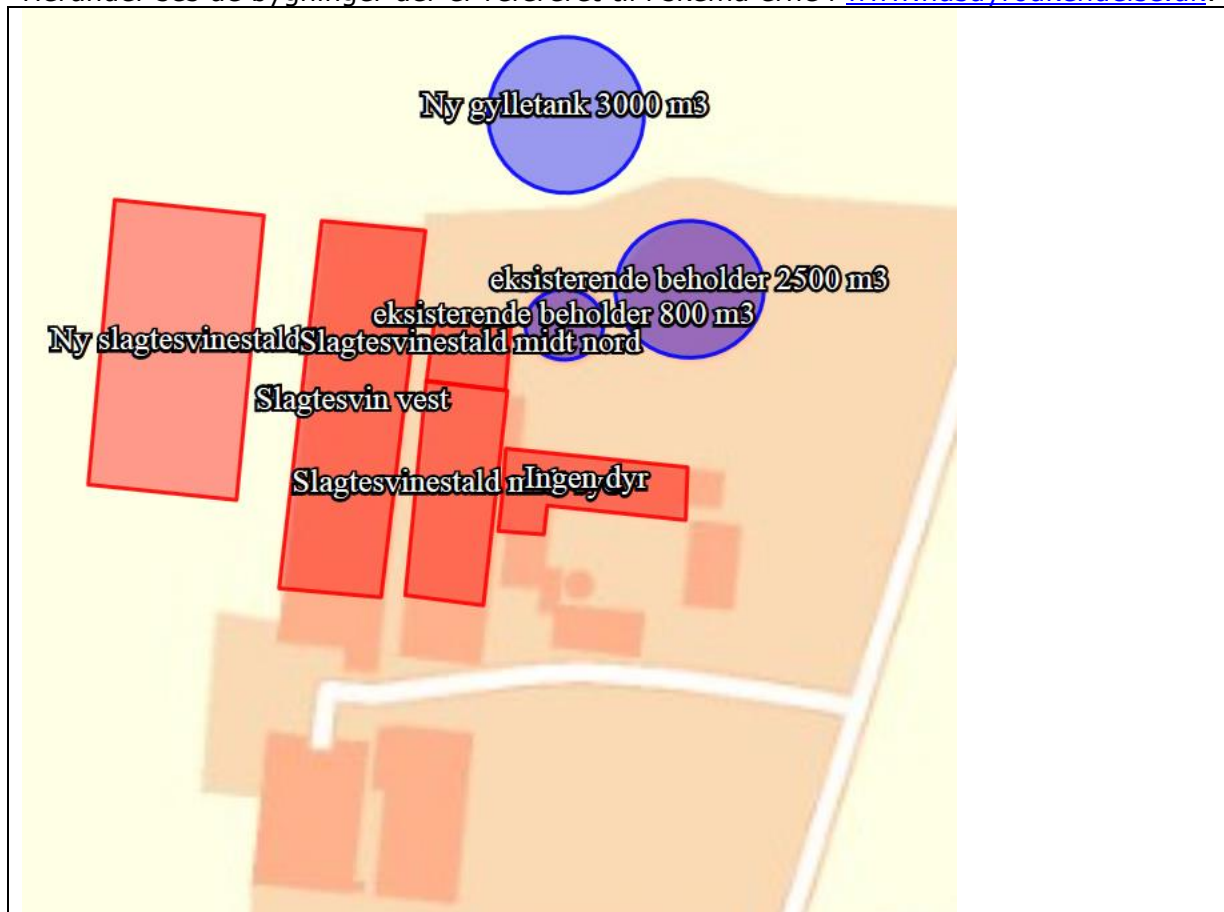 Ny gylletank 3000 m3
eksisterende beholder 2500 m3
eksisterende beholder 800 m3
Ny slagtesvinestald
Slagtesvinestald midt nord
Slagtesvin vest
Slagtesvinestald
Ingen dyr